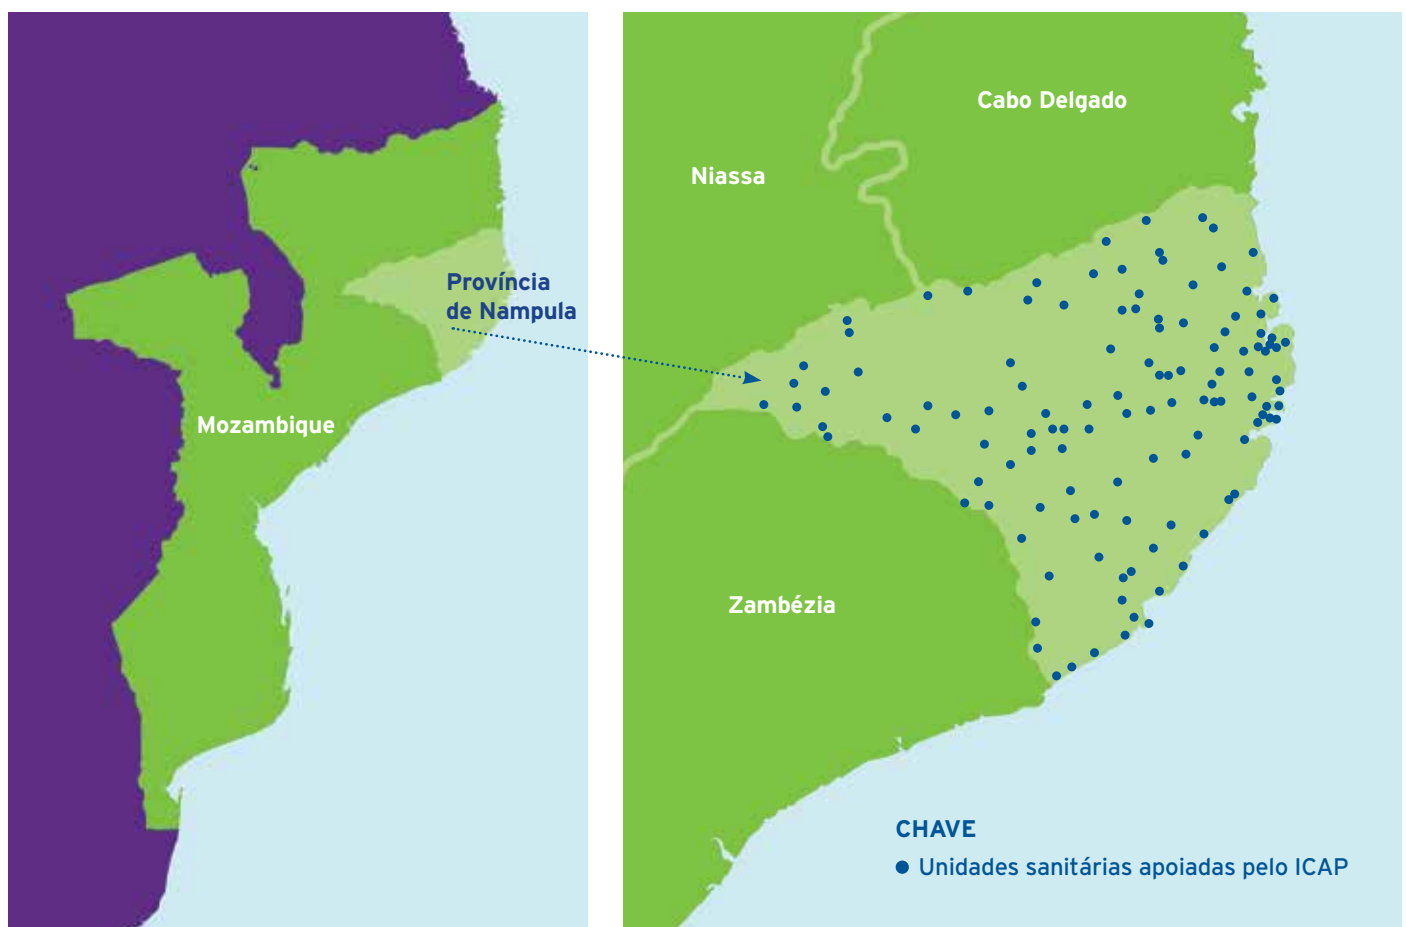 Província
de Nampula
Mozambique
Cabo Delgado
Niassa
Zambézia
CHAVE
Unidades sanitárias apoiadas pelo ICAP